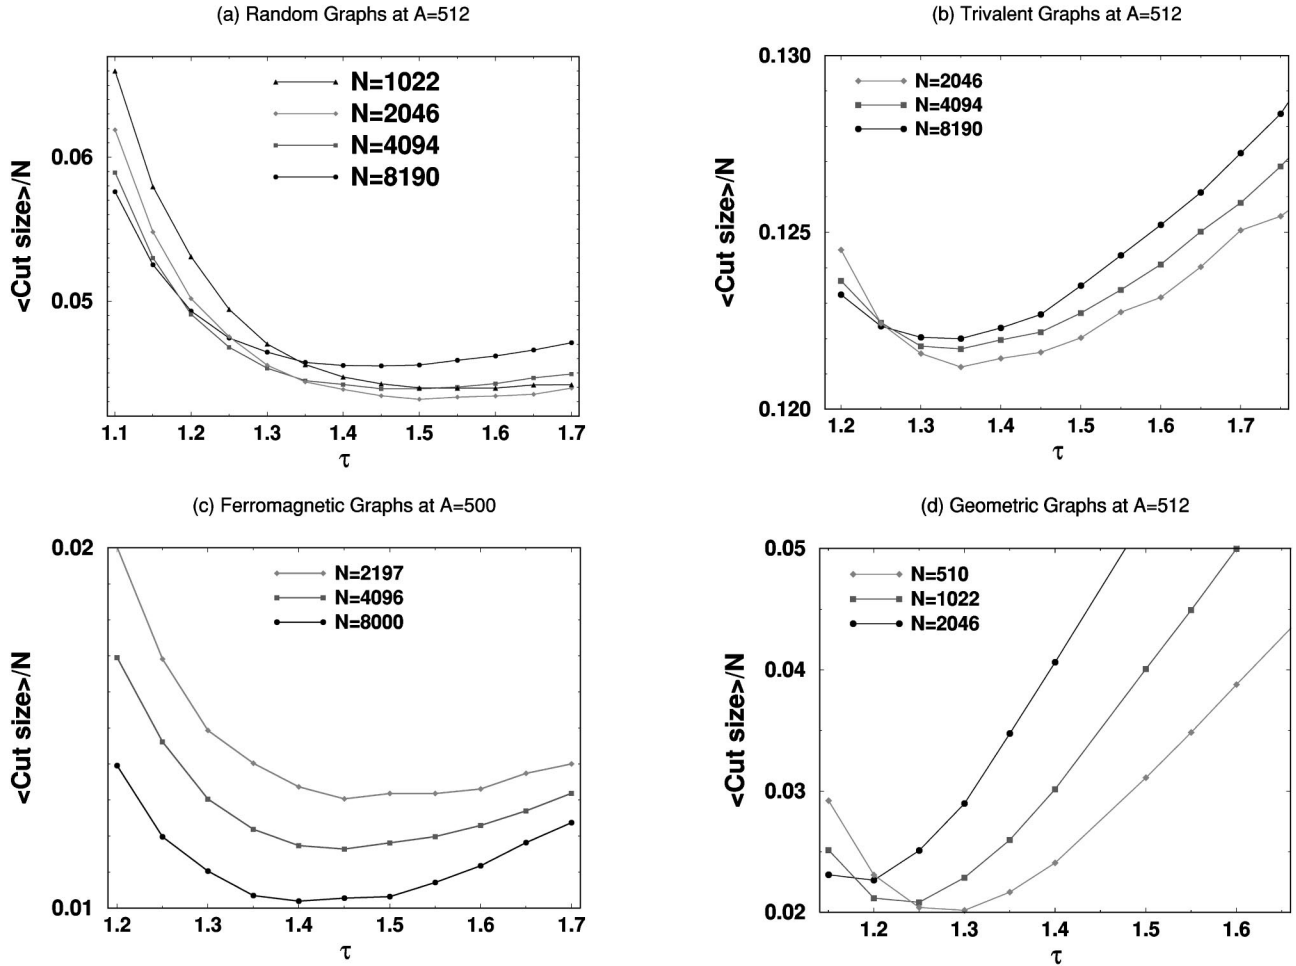 (a) Random Graphs at A=512
<Cut size>/N
0.06
0.05
N=1022
N=2046
N=4094
N=8190
1.1 1.2 1.3 1.4 1.5 1.6 1.7
τ
(b) Trivalent Graphs at A=512
<Cut size>/N
0.130
0.125
0.120
N=2046
N=4094
N=8190
1.2 1.3 1.4 1.5 1.6 1.7
τ
(c) Ferromagnetic Graphs at A=500
<Cut size>/N
0.02
0.01
N=2197
N=4096
N=8000
1.2 1.3 1.4 1.5 1.6 1.7
τ
(d) Geometric Graphs at A=512
<Cut size>/N
0.05
0.04
0.03
0.02
N=510
N=1022
N=2046
1.2 1.3 1.4 1.5 1.6
τ